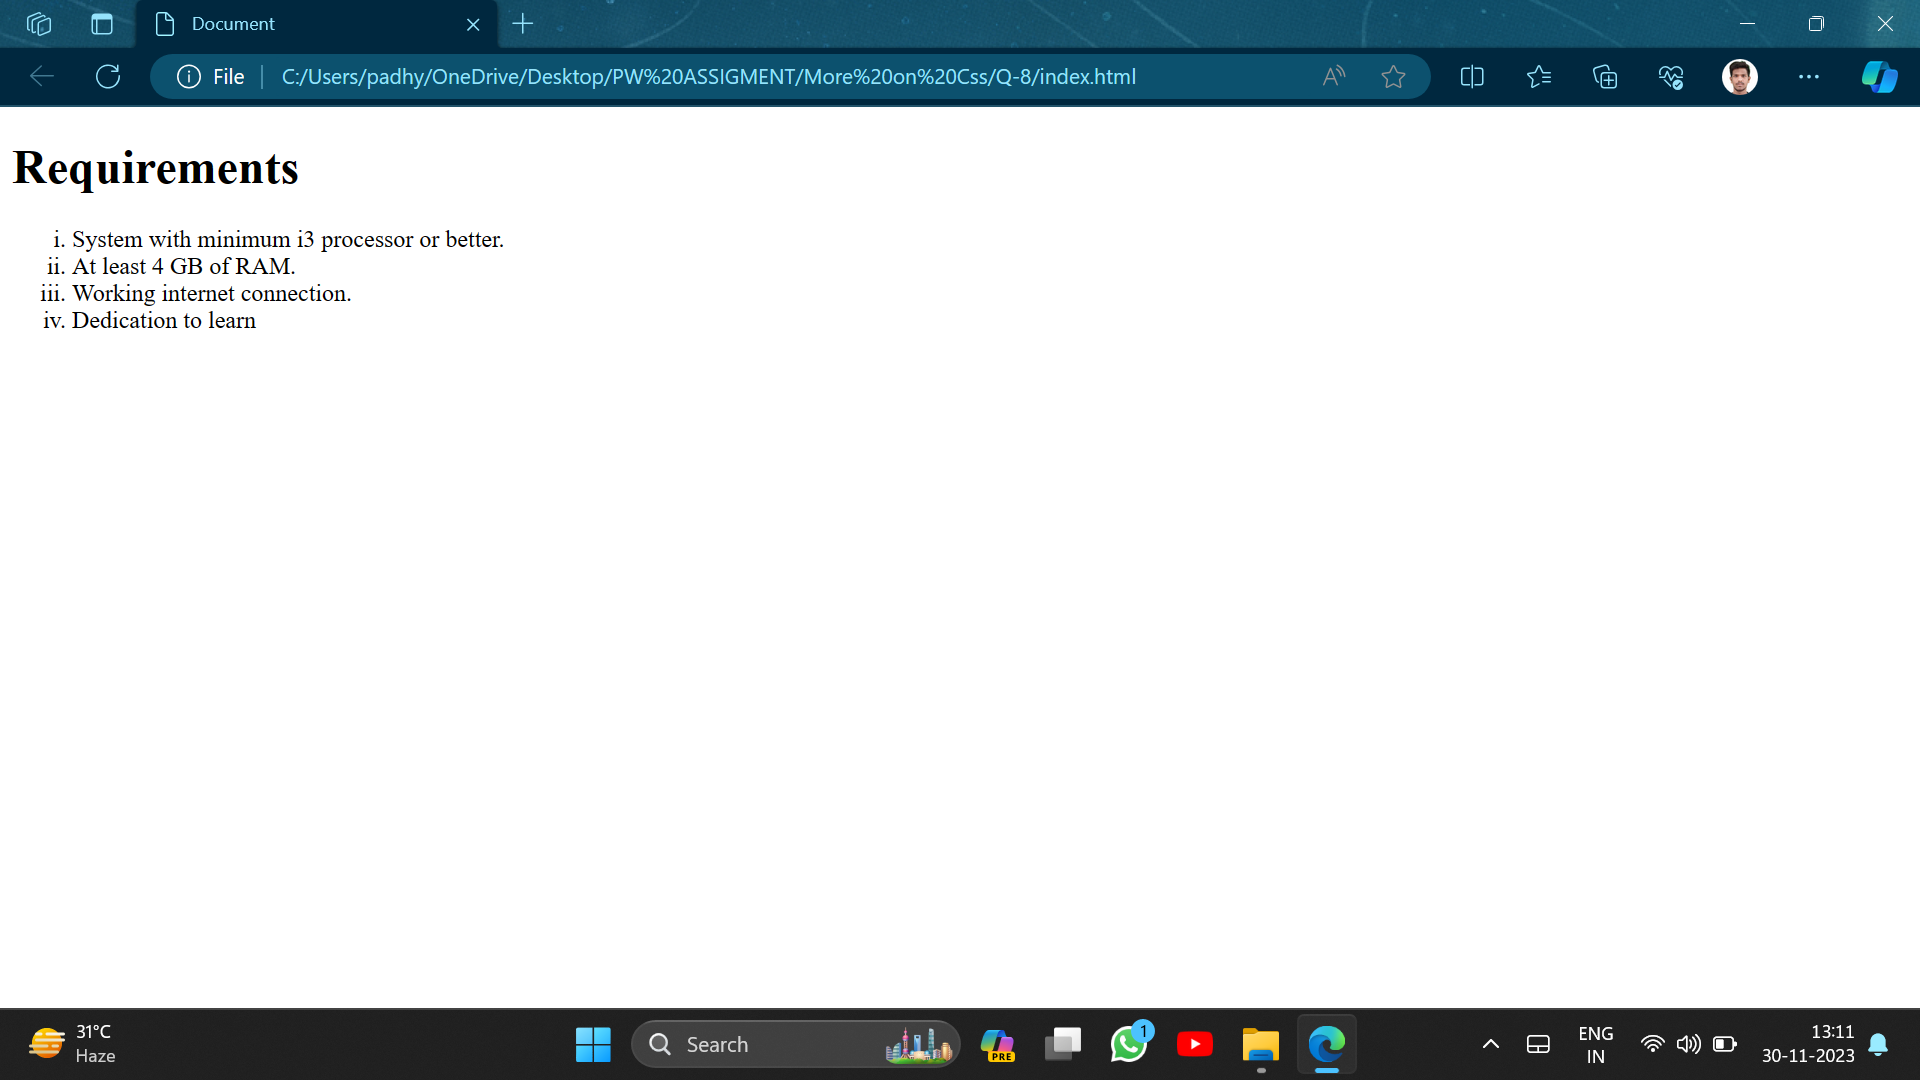 Document
File
C:/Users/padhy/OneDrive/Desktop/PW%20ASSIGMENT/More%20on%20Css/Q-8/index.html
Requirements
i. System with minimum i3 processor or better.
ii. At least 4 GB of RAM.
iii. Working internet connection.
iv. Dedication to learn
31°C
Haze
Search
PRE
1
ENG
IN
13:11
30-11-2023